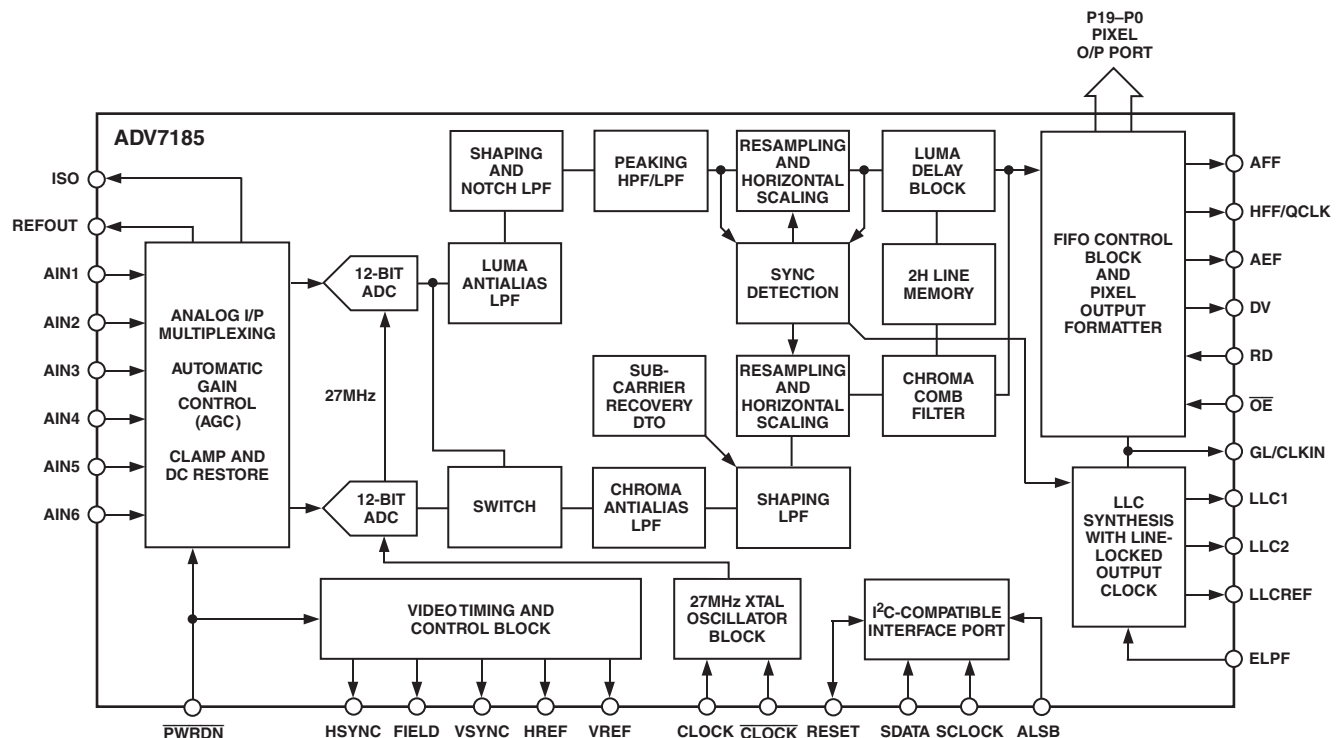 P19–P0
PIXEL
O/P PORT
ADV7185
ISO
REFOUT
AIN1
AIN2
AIN3
AIN4
AIN5
AIN6
ANALOG I/P
MULTIPLEXING
AUTOMATIC
GAIN
CONTROL
(AGC)
CLAMP AND
DC RESTORE
12-BIT
ADC
27MHz
12-BIT
ADC
SHAPING
AND
NOTCH LPF
LUMA
ANTIALIAS
LPF
SWITCH
PEAKING
HPF/LPF
CHROMA
ANTIALIAS
LPF
SUB-
CARRIER
RECOVERY
DTO
RESAMPLING
AND
HORIZONTAL
SCALING
SYNC
DETECTION
RESAMPLING
AND
HORIZONTAL
SCALING
SHAPING
LPF
LUMA
DELAY
BLOCK
2H LINE
MEMORY
CHROMA
COMB
FILTER
FIFO CONTROL
BLOCK
AND
PIXEL
OUTPUT
FORMATTER
LLC
SYNTHESIS
WITH LINE-
LOCKED
OUTPUT
CLOCK
AFF
HFF/QCLK
AEF
DV
RD
OE
GL/CLKIN
LLC1
LLC2
LLCREF
ELPF
VIDEO TIMING AND
CONTROL BLOCK
27MHz XTAL
OSCILLATOR
BLOCK
I2C-COMPATIBLE
INTERFACE PORT
PWRDN
HSYNC
FIELD
VSYNC
HREF
VREF
CLOCK
CLOCK
RESET
SDATA
SCLOCK
ALSB